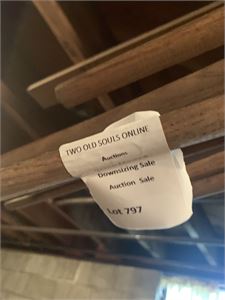 TWO OLD SOULS ONLINE
Auctions
Downsizing Sale
Auction Sale
Lot 797